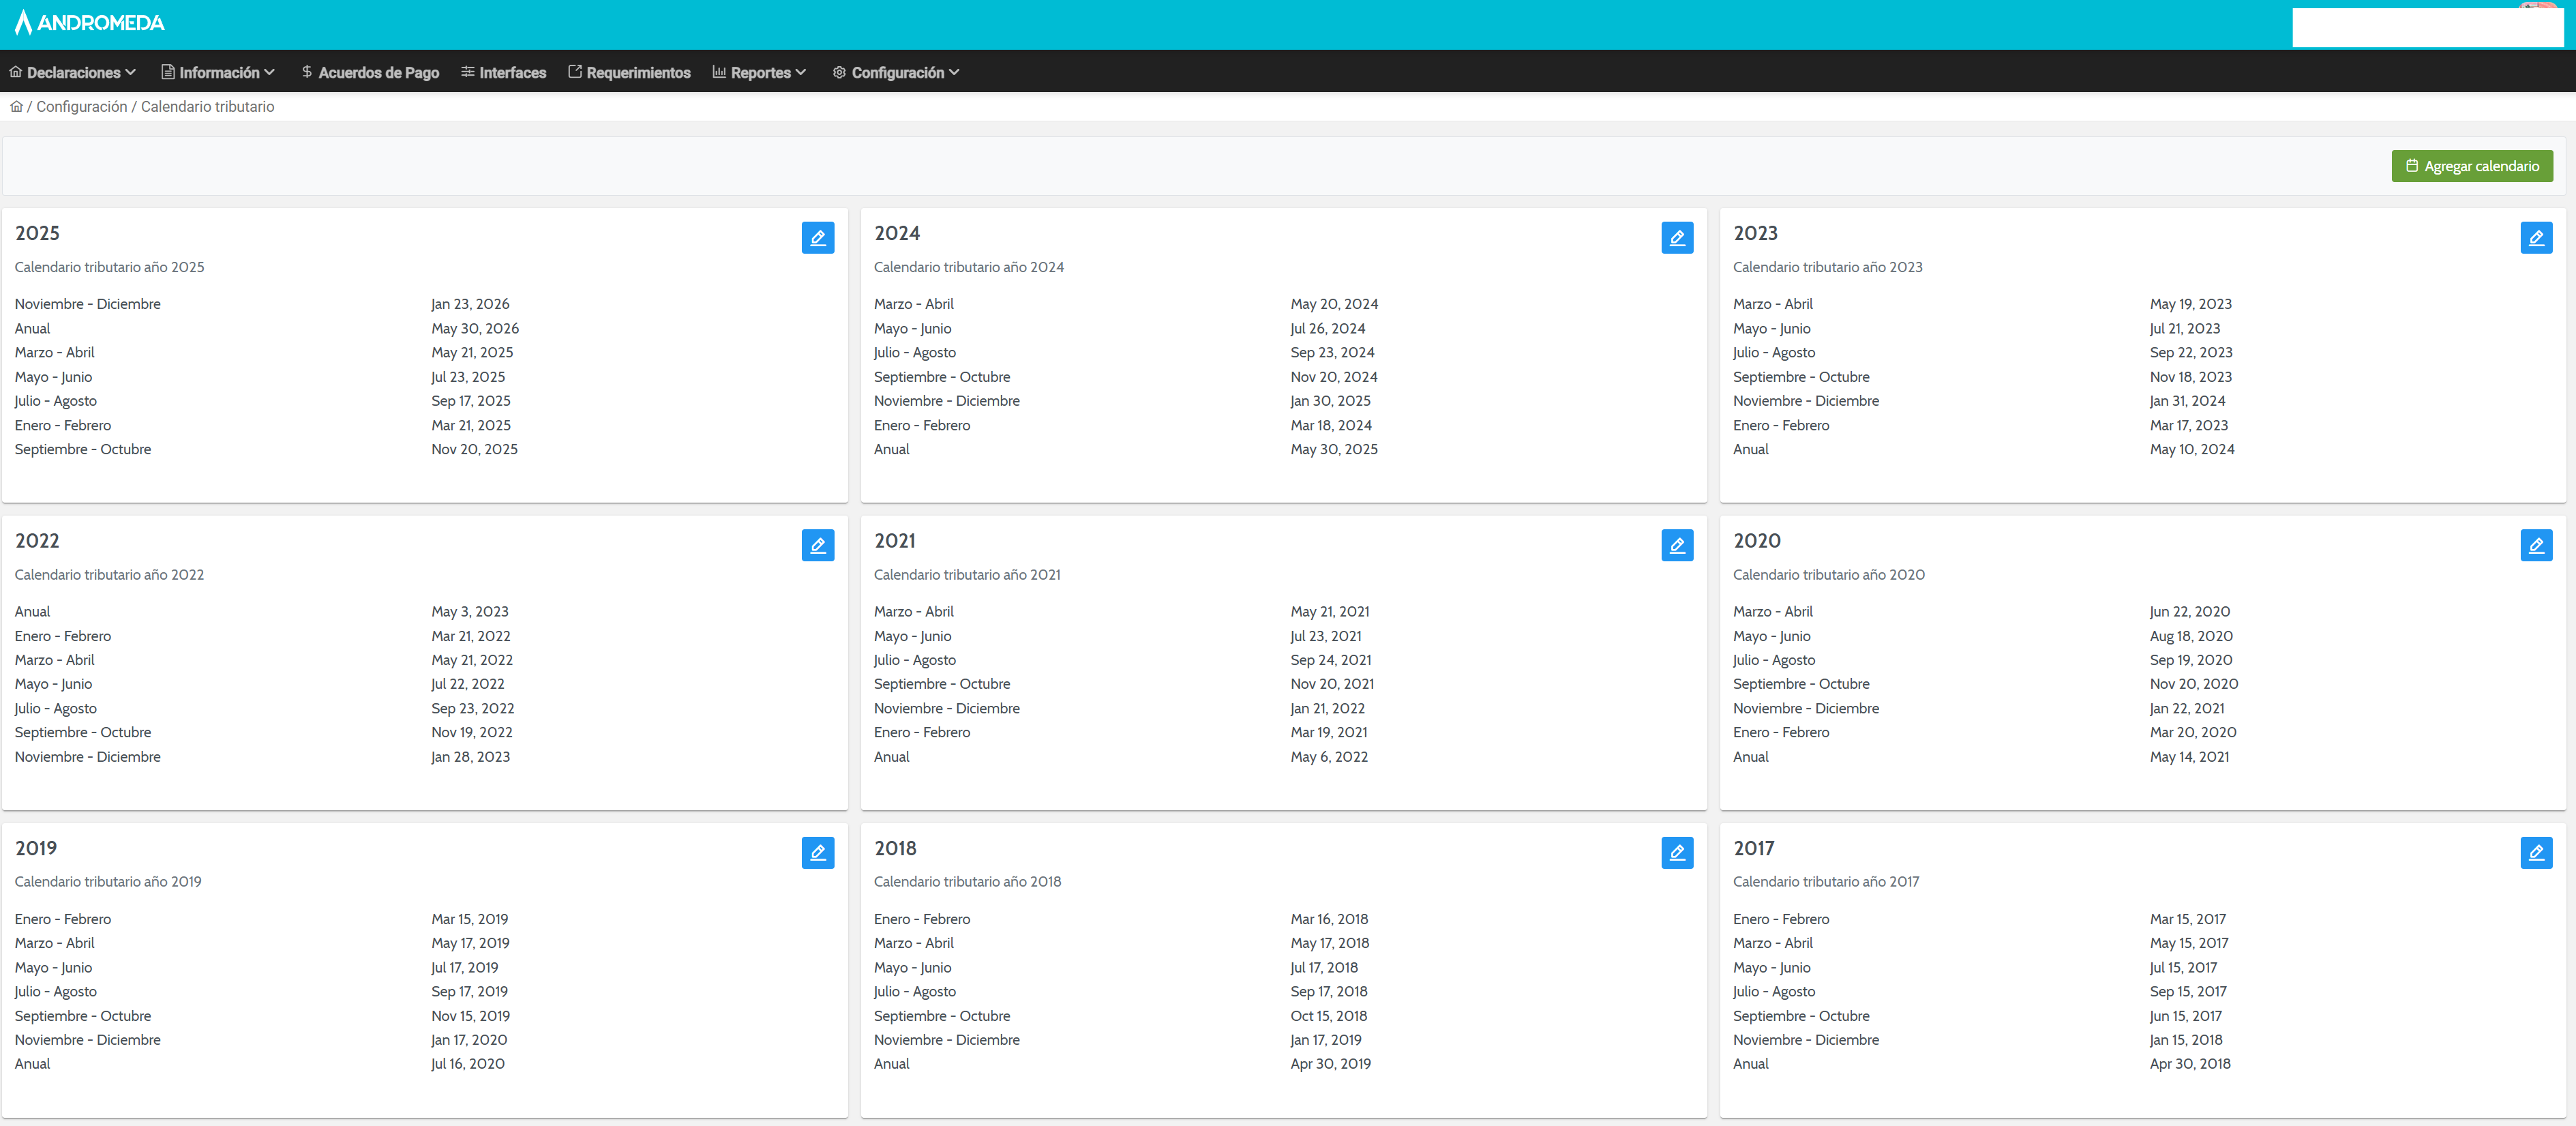 ANDROMEDA
Declaraciones Información Acuerdos de Pago Interfaces Requerimientos Reportes Configuración
/ Configuración / Calendario tributario
Agregar calendario
2025
Calendario tributario año 2025
Noviembre - Diciembre Jan 23, 2026
Anual May 30, 2026
Marzo - Abril May 21, 2025
Mayo - Junio Jul 23, 2025
Julio - Agosto Sep 17, 2025
Enero - Febrero Mar 21, 2025
Septiembre - Octubre Nov 20, 2025
2024
Calendario tributario año 2024
Marzo - Abril May 20, 2024
Mayo - Junio Jul 26, 2024
Julio - Agosto Sep 23, 2024
Septiembre - Octubre Nov 20, 2024
Noviembre - Diciembre Jan 30, 2025
Enero - Febrero Mar 18, 2024
Anual May 30, 2025
2023
Calendario tributario año 2023
Marzo - Abril May 19, 2023
Mayo - Junio Jul 21, 2023
Julio - Agosto Sep 22, 2023
Septiembre - Octubre Nov 18, 2023
Noviembre - Diciembre Jan 31, 2024
Enero - Febrero Mar 17, 2023
Anual May 10, 2024
2022
Calendario tributario año 2022
Anual May 3, 2023
Enero - Febrero Mar 21, 2022
Marzo - Abril May 21, 2022
Mayo - Junio Jul 22, 2022
Julio - Agosto Sep 23, 2022
Septiembre - Octubre Nov 19, 2022
Noviembre - Diciembre Jan 28, 2023
2021
Calendario tributario año 2021
Marzo - Abril May 21, 2021
Mayo - Junio Jul 23, 2021
Julio - Agosto Sep 24, 2021
Septiembre - Octubre Nov 20, 2021
Noviembre - Diciembre Jan 21, 2022
Enero - Febrero Mar 19, 2021
Anual May 6, 2022
2020
Calendario tributario año 2020
Marzo - Abril Jun 22, 2020
Mayo - Junio Aug 18, 2020
Julio - Agosto Sep 19, 2020
Septiembre - Octubre Nov 20, 2020
Noviembre - Diciembre Jan 22, 2021
Enero - Febrero Mar 20, 2020
Anual May 14, 2021
2019
Calendario tributario año 2019
Enero - Febrero Mar 15, 2019
Marzo - Abril May 17, 2019
Mayo - Junio Jul 17, 2019
Julio - Agosto Sep 17, 2019
Septiembre - Octubre Nov 15, 2019
Noviembre - Diciembre Jan 17, 2020
Anual Jul 16, 2020
2018
Calendario tributario año 2018
Enero - Febrero Mar 16, 2018
Marzo - Abril May 17, 2018
Mayo - Junio Jul 17, 2018
Julio - Agosto Sep 17, 2018
Septiembre - Octubre Oct 15, 2018
Noviembre - Diciembre Jan 17, 2019
Anual Apr 30, 2019
2017
Calendario tributario año 2017
Enero - Febrero Mar 15, 2017
Marzo - Abril May 15, 2017
Mayo - Junio Jul 15, 2017
Julio - Agosto Sep 15, 2017
Septiembre - Octubre Jun 15, 2017
Noviembre - Diciembre Jan 15, 2018
Anual Apr 30, 2018